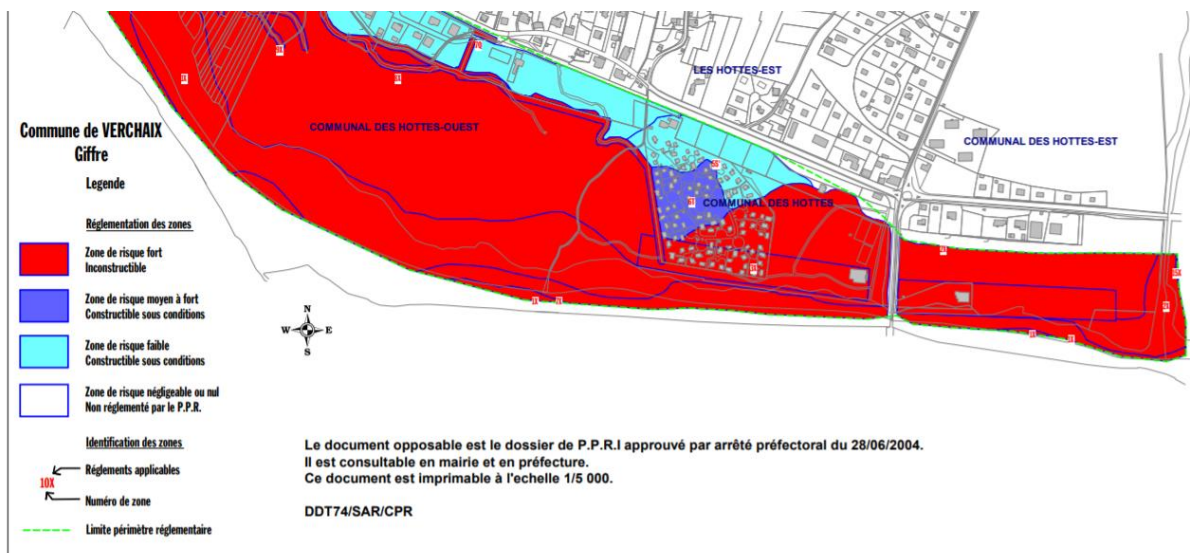 LES HOTTES-EST
COMMUNAL DES HOTTES-OUEST
COMMUNAL DES HOTTES-EST
COMMUNAL DES HOTTES
Commune de VERCHAIX
Giffre
Legende
Réglementation des zones
Zone de risque fort
Inconstructible
Zone de risque moyen à fort
Constructible sous conditions
Zone de risque faible
Constructible sous conditions
Zone de risque négligeable ou nul
Non réglementé par le P.P.R.
Identification des zones
Réglements applicables
10X
Numéro de zone
Limite périmètre réglementaire
N
W E
S
Le document opposable est le dossier de P.P.R.I approuvé par arrêté préfectoral du 28/06/2004.
Il est consultable en mairie et en préfecture.
Ce document est imprimable à l'echelle 1/5 000.
DDT74/SAR/CPR